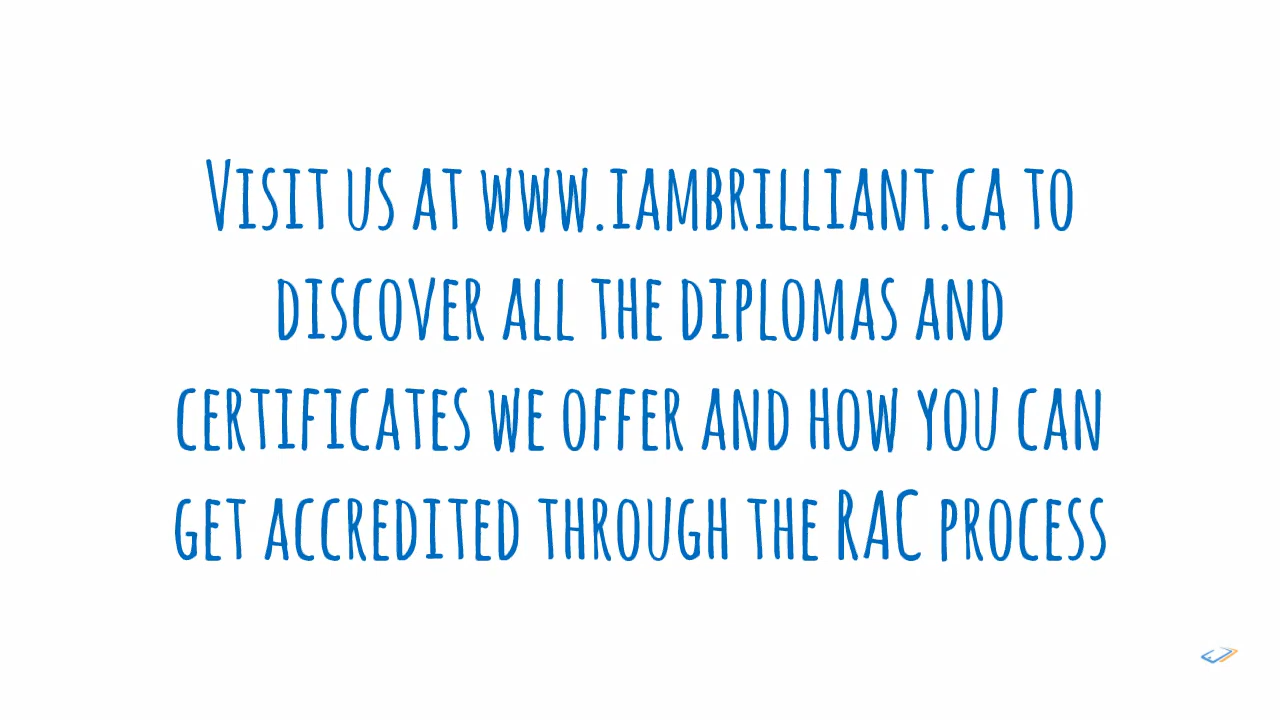 Visit us at www.iambrilliant.ca to
discover all the diplomas and
certificates we offer and how you can
get accredited through the RAC process